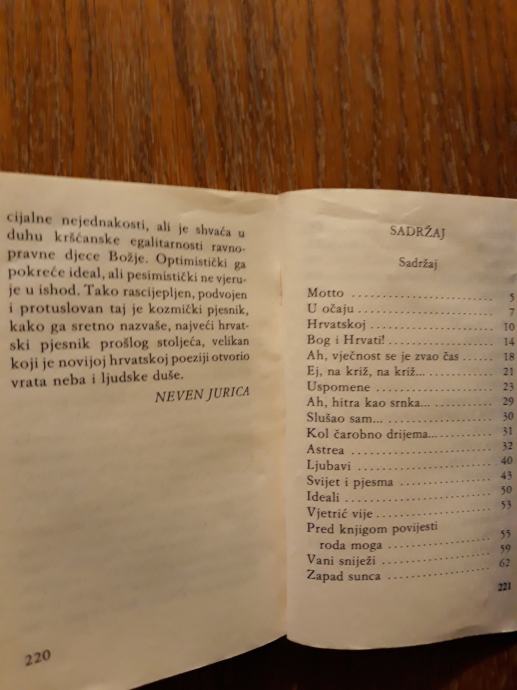 cijalne nejednakosti, ali je shvaća u
duhu kršćanske egalitarnosti ravno-
pravne djece Božje. Optimistički ga
pokreće ideal, ali pesimistički ne vjeru-
je u ishod. Tako rascijepljen, podvojen
i protuslovan taj je kozmički pjesnik,
kako ga sretno nazvaše, najveći hrvat-
ski pjesnik prošlog stoljeća, velikan
koji je novijoj hrvatskoj poeziji otvorio
vrata neba i ljudske duše.
NEVEN JURICA
220
SADRŽAJ
Sadržaj
Motto 5
U očaju 7
Hrvatskoj 10
Bog i Hrvati! 14
Ah, vječnost se je zvao čas 18
Ej, na križ, na križ... 21
Uspomene 23
Ah, hitra kao srnka... 29
Slušao sam... 30
Kol čarobno drijema... 31
Astrea 32
Ljubavi 40
Svijet i pjesma 43
Ideali 50
Vjetrić vije 53
Pred knjigom povijesti
roda moga 55
Vani sniježi 59
Zapad sunca 62
221